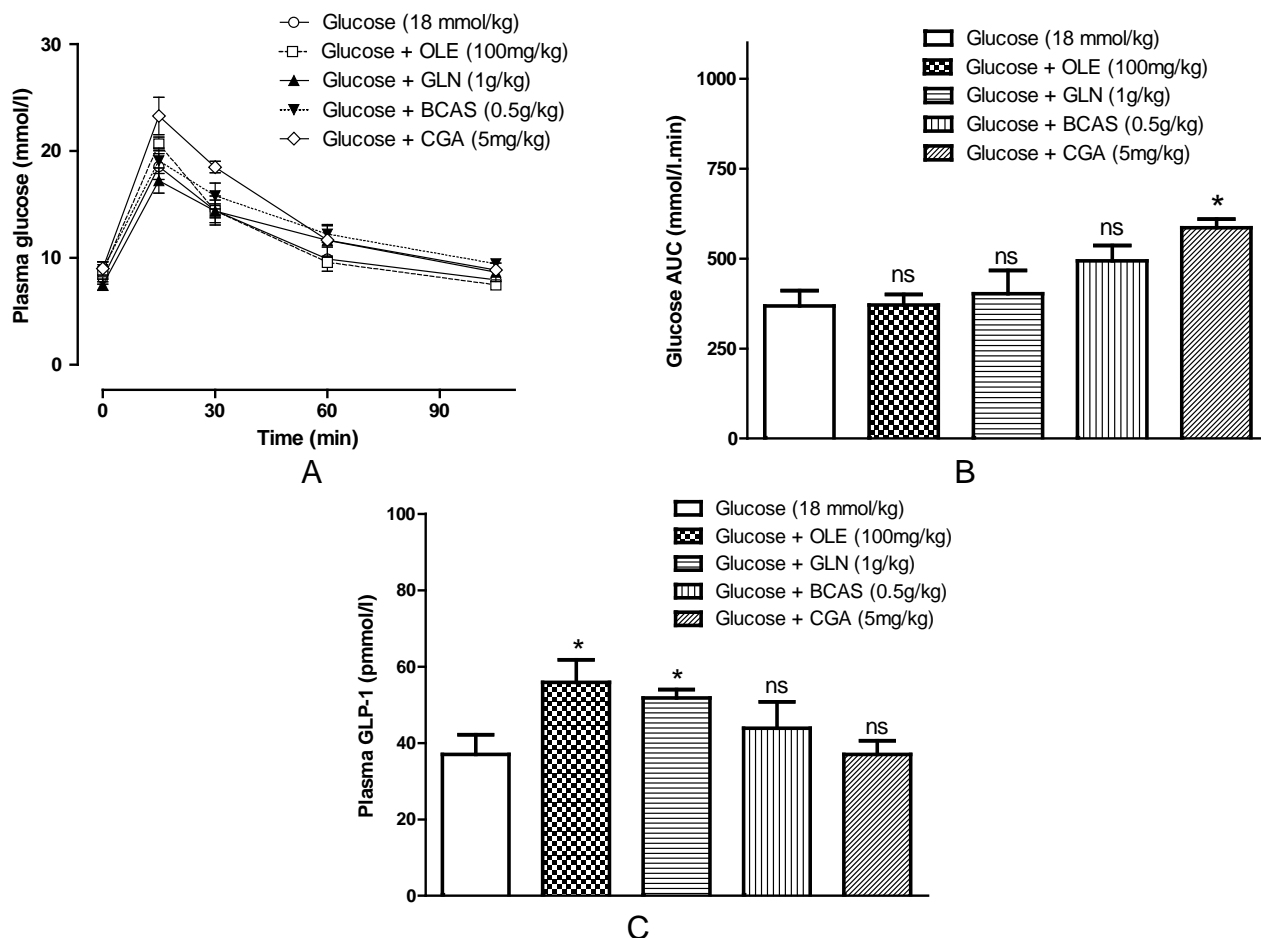 Glucose (18 mmol/kg)
Glucose + OLE (100mg/kg)
Glucose + GLN (1g/kg)
Glucose + BCAS (0.5g/kg)
Glucose + CGA (5mg/kg)
Plasma glucose (mmol/l)
30
20
10
0
0 30 60 90
Time (min)
A
Glucose (18 mmol/kg)
Glucose + OLE (100mg/kg)
Glucose + GLN (1g/kg)
Glucose + BCAS (0.5g/kg)
Glucose + CGA (5mg/kg)
Glucose AUC (mmol/l.min)
1000
750
500
250
0
ns ns ns *
B
Glucose (18 mmol/kg)
Glucose + OLE (100mg/kg)
Glucose + GLN (1g/kg)
Glucose + BCAS (0.5g/kg)
Glucose + CGA (5mg/kg)
Plasma GLP-1 (pmmol/l)
100
80
60
40
20
0
* * ns ns
C